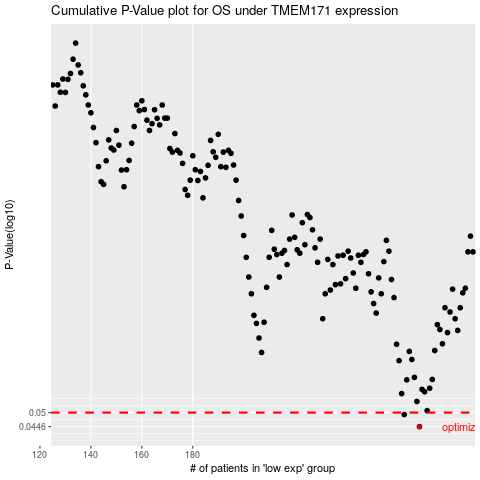 Cumulative P-Value plot for OS under TMEM171 expression
P-Value(log10)
0.05
0.0446
optimiz
120 140 160 180
# of patients in 'low exp' group